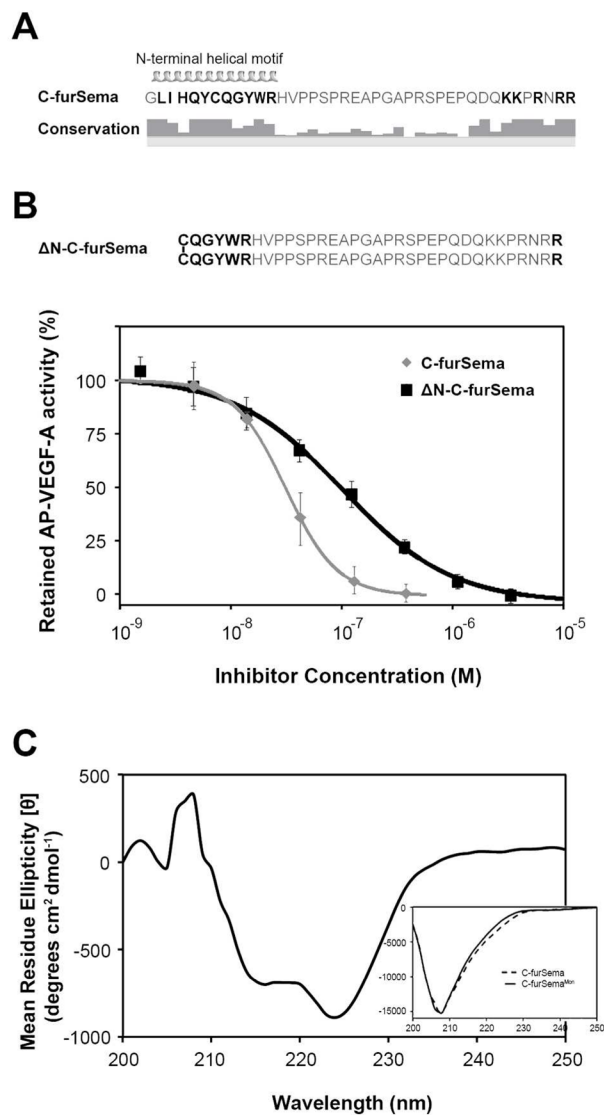 A
N-terminal helical motif
C-furSema GLIHQYCQGYWRHVPPSPREAPGAPRSPEPQDQKKPRNRR
Conservation
B
ΔN-C-furSema
CQGYWRHVPPSPREAPGAPRSPEPQDQKKPRNRR
CQGYWRHVPPSPREAPGAPRSPEPQDQKKPRNRR
Retained AP-VEGF-A activity (%)
100
75
50
25
0
C-furSema
ΔN-C-furSema
10⁻⁹ 10⁻⁸ 10⁻⁷ 10⁻⁶ 10⁻⁵
Inhibitor Concentration (M)
C
Mean Residue Ellipticity [θ]
(degrees cm² dmol⁻¹)
500
0
-500
-1000
200 210 220 230 240 250
Wavelength (nm)
0
-5000
-10000
-15000
C-furSema
C-furSemaᴹᵒⁿ
200 210 220 230 240 250